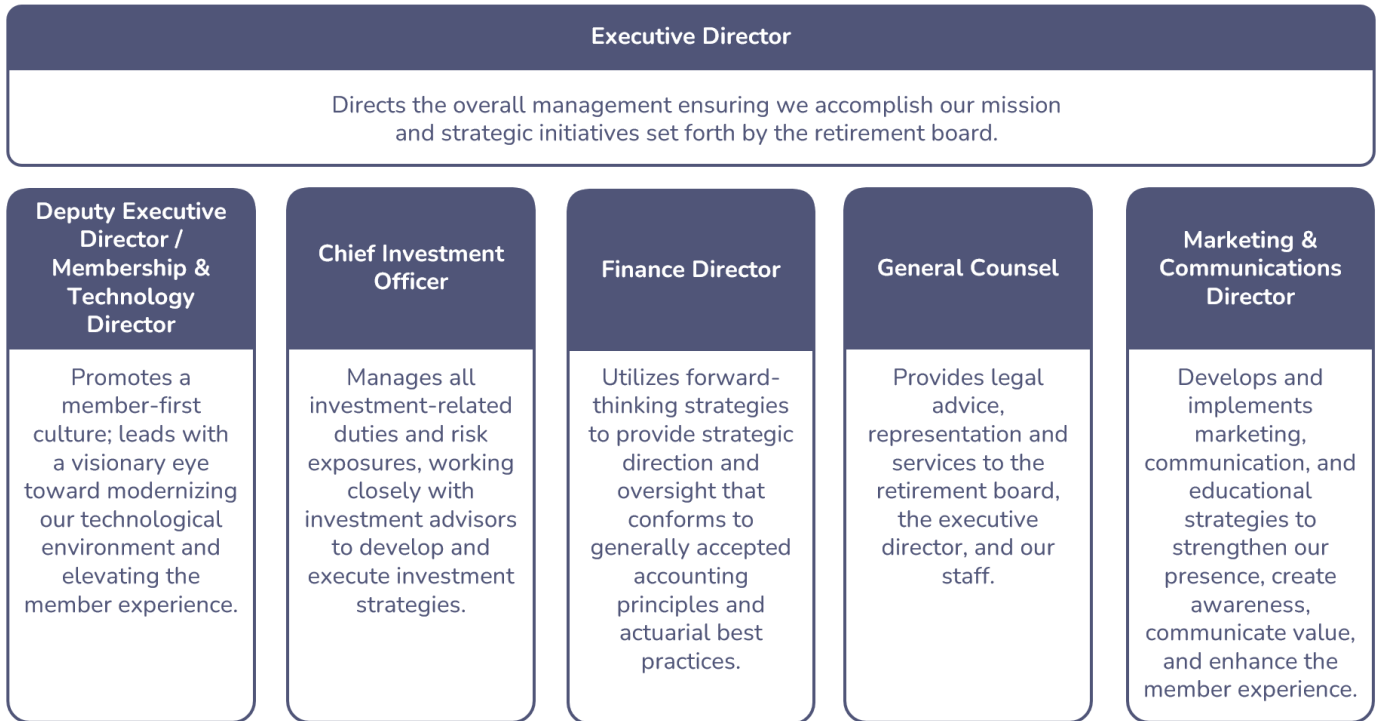 Executive Director
Directs the overall management ensuring we accomplish our mission
and strategic initiatives set forth by the retirement board.
Deputy Executive
Director /
Membership &
Technology
Director
Promotes a
member-first
culture; leads with
a visionary eye
toward modernizing
our technological
environment and
elevating the
member experience.
Chief Investment
Officer
Manages all
investment-related
duties and risk
exposures, working
closely with
investment advisors
to develop and
execute investment
strategies.
Finance Director
Utilizes forward-
thinking strategies
to provide strategic
direction and
oversight that
conforms to
generally accepted
accounting
principles and
actuarial best
practices.
General Counsel
Provides legal
advice,
representation and
services to the
retirement board,
the executive
director, and our
staff.
Marketing &
Communications
Director
Develops and
implements
marketing,
communication, and
educational
strategies to
strengthen our
presence, create
awareness,
communicate value,
and enhance the
member experience.